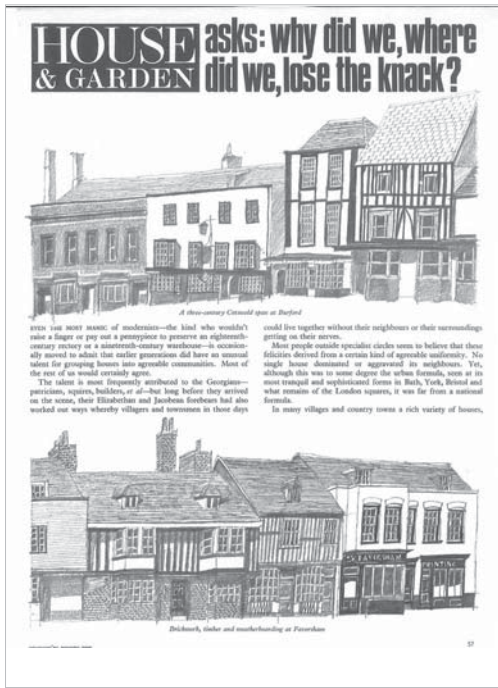 HOUSE
& GARDEN
asks: why did we, where
did we, lose the knack?
A three-century Cotswold span at Burford
EVEN THE MOST MANIC of modernists—the kind who wouldn't
raise a finger or pay out a pennypiece to preserve an eighteenth-
century rectory or a nineteenth-century warehouse—is occasion-
ally moved to admit that earlier generations did have an unusual
talent for grouping houses into agreeable communities. Most of
the rest of us would certainly agree.
The talent is most frequently attributed to the Georgians—
patricians, squires, builders, et al—but long before they arrived
on the scene, their Elizabethan and Jacobean forebears had also
worked out ways whereby villagers and townsmen in those days
could live together without their neighbours or their surroundings
getting on their nerves.
Most people outside specialist circles seem to believe that these
felicities derived from a certain kind of agreeable uniformity. No
single house dominated or aggravated its neighbours. Yet,
although this was to some degree the urban formula, seen at its
most tranquil and sophisticated forms in Bath, York, Bristol and
what remains of the London squares, it was far from a national
formula.
In many villages and country towns a rich variety of houses,
PRINTING
Brickwork, timber and weatherboarding at Faversham
57